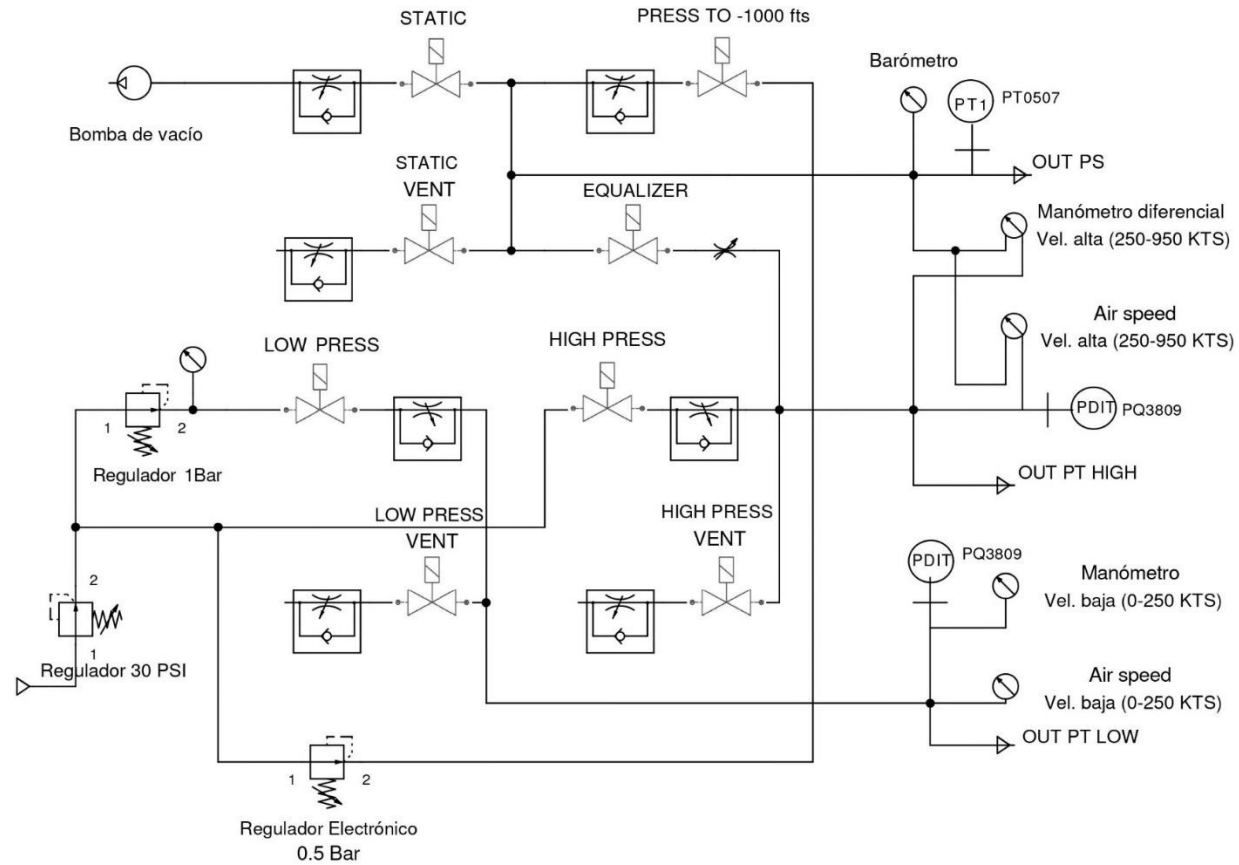 STATIC
PRESS TO -1000 fts
Barómetro
PT1
PT0507
Bomba de vacío
STATIC
VENT
EQUALIZER
OUT PS
Manómetro diferencial
Vel. alta (250-950 KTS)
LOW PRESS
HIGH PRESS
Air speed
Vel. alta (250-950 KTS)
1
2
Regulador 1Bar
PDIT
PQ3809
OUT PT HIGH
LOW PRESS
VENT
HIGH PRESS
VENT
PDIT
PQ3809
Manómetro
Vel. baja (0-250 KTS)
2
1
Regulador 30 PSI
Air speed
Vel. baja (0-250 KTS)
OUT PT LOW
1
2
Regulador Electrónico
0.5 Bar